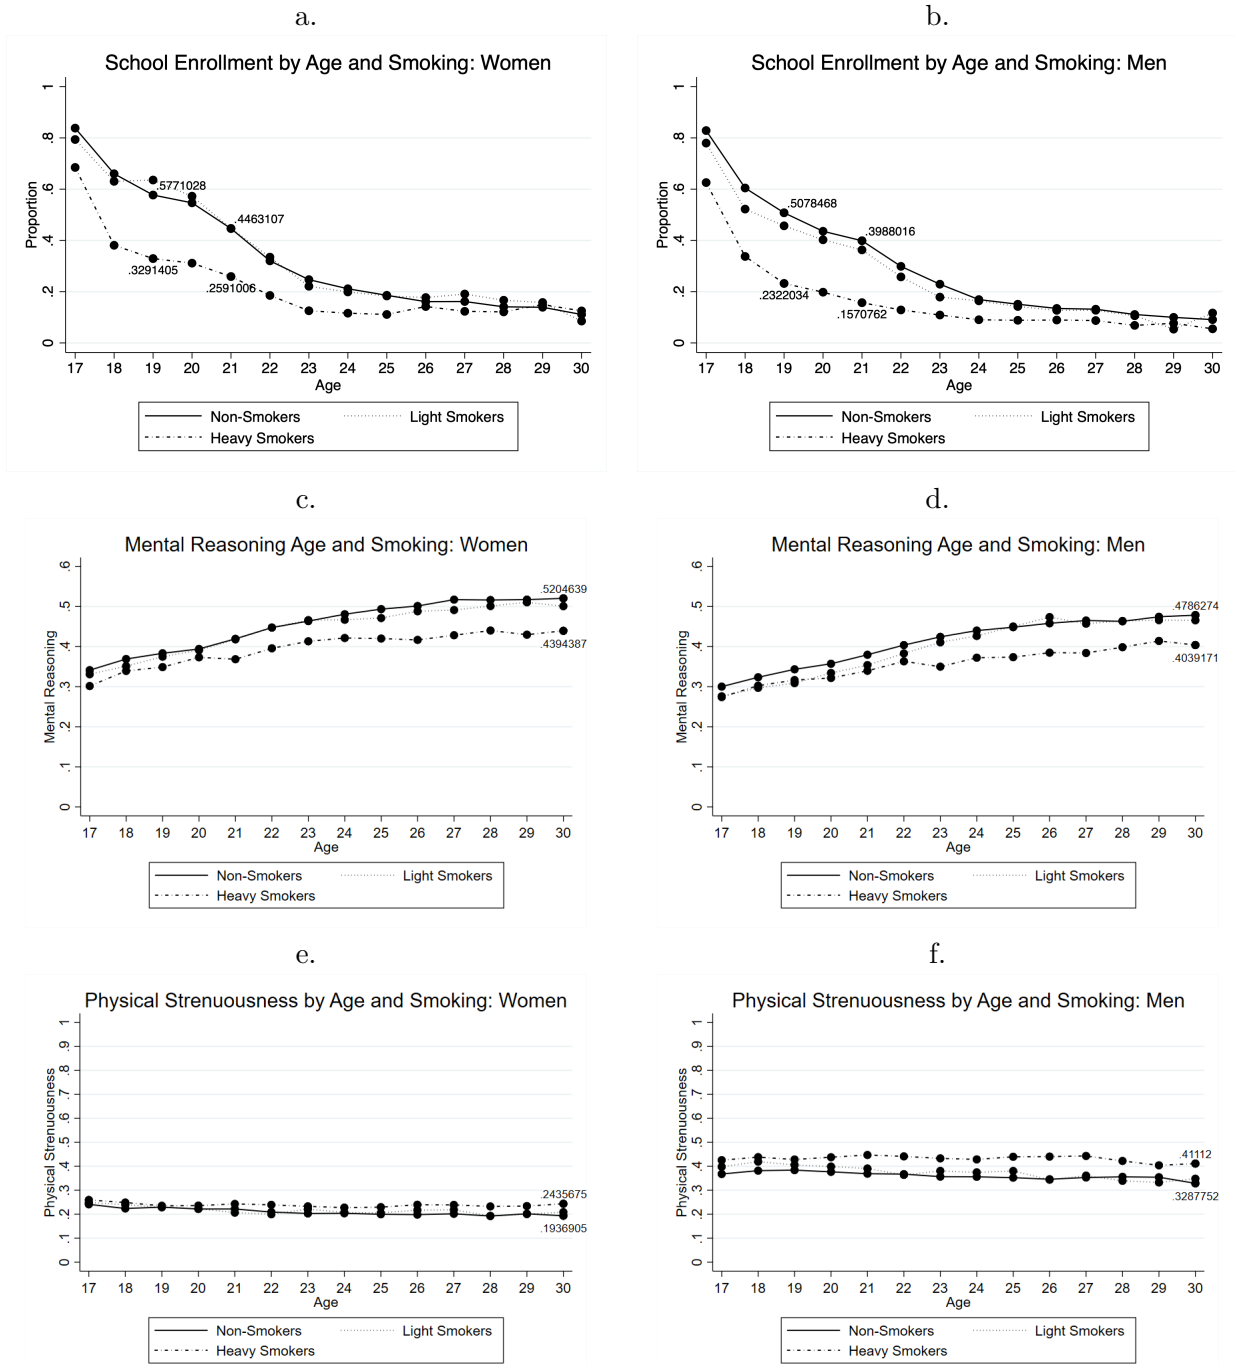 a.
School Enrollment by Age and Smoking: Women
Proportion
1
.8
.6
.4
.2
0
.5771028
.4463107
.3291405
.2591006
17 18 19 20 21 22 23 24 25 26 27 28 29 30
Age
Non-Smokers Light Smokers
Heavy Smokers
b.
School Enrollment by Age and Smoking: Men
Proportion
1
.8
.6
.4
.2
0
.5078468
.3988016
.2322034
.1570762
17 18 19 20 21 22 23 24 25 26 27 28 29 30
Age
Non-Smokers Light Smokers
Heavy Smokers
c.
Mental Reasoning Age and Smoking: Women
Mental Reasoning
.6
.5
.4
.3
.2
.1
0
.5204639
.4394387
17 18 19 20 21 22 23 24 25 26 27 28 29 30
Age
Non-Smokers Light Smokers
Heavy Smokers
d.
Mental Reasoning Age and Smoking: Men
Mental Reasoning
.6
.5
.4
.3
.2
.1
0
.4786274
.4039171
17 18 19 20 21 22 23 24 25 26 27 28 29 30
Age
Non-Smokers Light Smokers
Heavy Smokers
e.
Physical Strenuousness by Age and Smoking: Women
Physical Strenuousness
1
.9
.8
.7
.6
.5
.4
.3
.2
.1
0
.2435675
.1936905
17 18 19 20 21 22 23 24 25 26 27 28 29 30
Age
Non-Smokers Light Smokers
Heavy Smokers
f.
Physical Strenuousness by Age and Smoking: Men
Physical Strenuousness
1
.9
.8
.7
.6
.5
.4
.3
.2
.1
0
.41112
.3287752
17 18 19 20 21 22 23 24 25 26 27 28 29 30
Age
Non-Smokers Light Smokers
Heavy Smokers